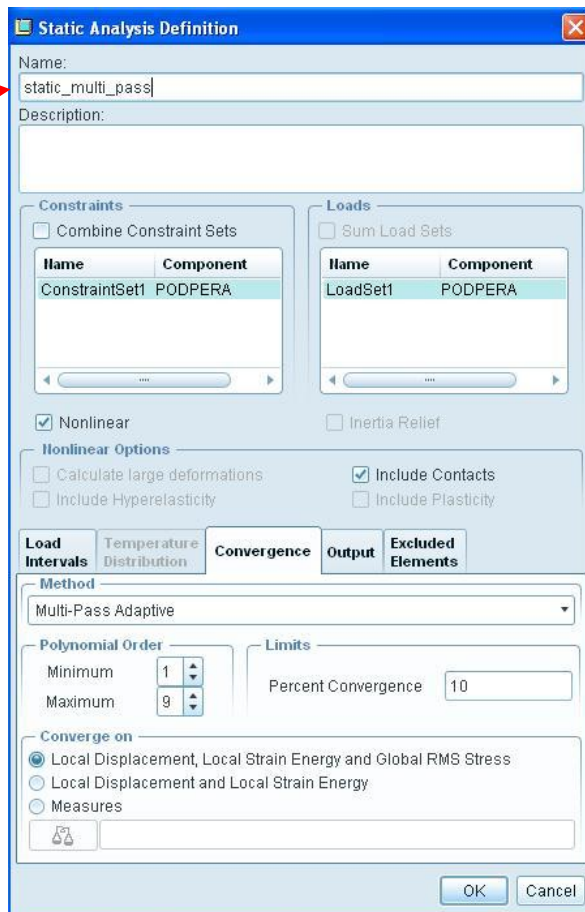 Static Analysis Definition
Name:
static_multi_pass
Description:
Constraints
Combine Constraint Sets
Name Component
ConstraintSet1 PODPERA
Loads
Sum Load Sets
Name Component
LoadSet1 PODPERA
Nonlinear
Inertia Relief
Nonlinear Options
Calculate large deformations
Include Contacts
Include Hyperelasticity
Include Plasticity
Load Intervals
Temperature Distribution
Convergence
Output
Excluded Elements
Method
Multi-Pass Adaptive
Polynomial Order
Minimum 1
Maximum 9
Limits
Percent Convergence 10
Converge on
Local Displacement, Local Strain Energy and Global RMS Stress
Local Displacement and Local Strain Energy
Measures
OK Cancel